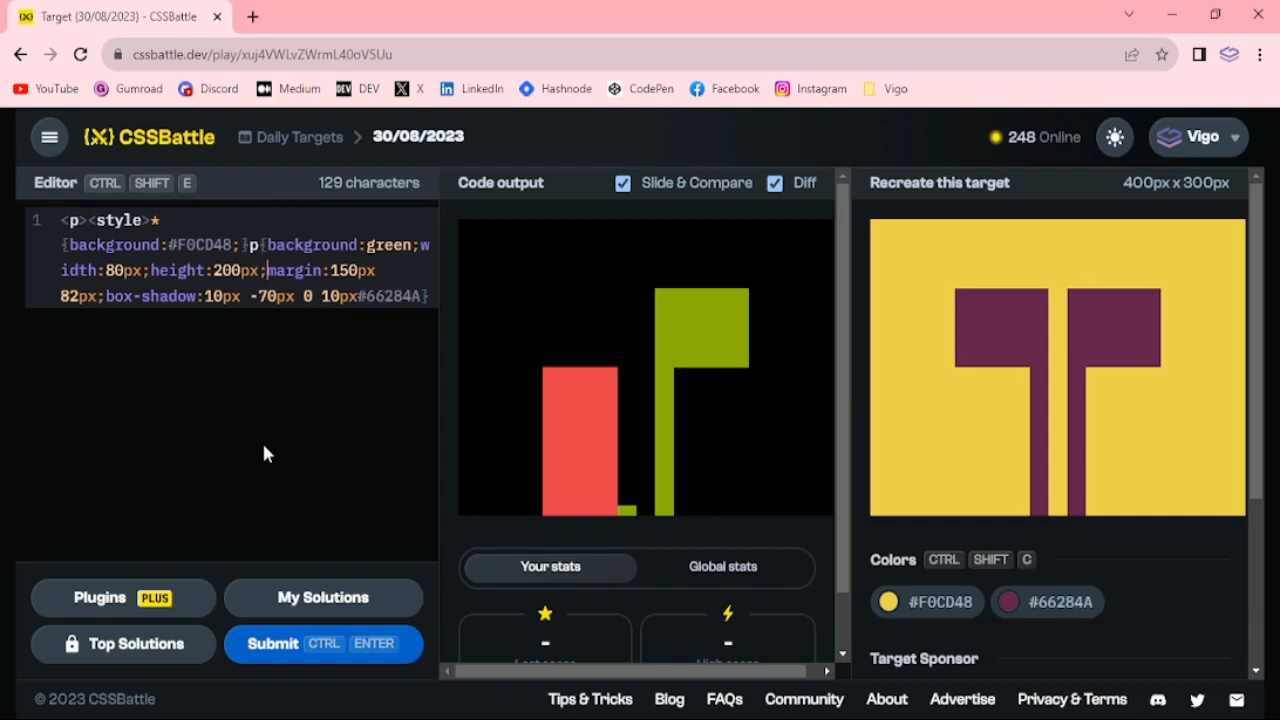 Target (30/08/2023) - CSSBattle
cssbattle.dev/play/xuj4VWLvZWrmL40oV5Uu
YouTube Gumroad Discord Medium DEV X LinkedIn Hashnode CodePen Facebook Instagram Vigo
CSSBattle Daily Targets > 30/08/2023 248 Online Vigo
Editor CTRL SHIFT E 129 characters Code output Slide & Compare Diff Recreate this target 400px x 300px
1 <p><style>*
{background:#F0CD48;}p{background:green;w
idth:80px;height:200px;margin:150px
82px;box-shadow:10px -70px 0 10px#66284A}
Your stats Global stats
Colors CTRL SHIFT C
#F0CD48 #66284A
Plugins PLUS My Solutions
Top Solutions Submit CTRL ENTER
- -
Target Sponsor
© 2023 CSSBattle Tips & Tricks Blog FAQs Community About Advertise Privacy & Terms